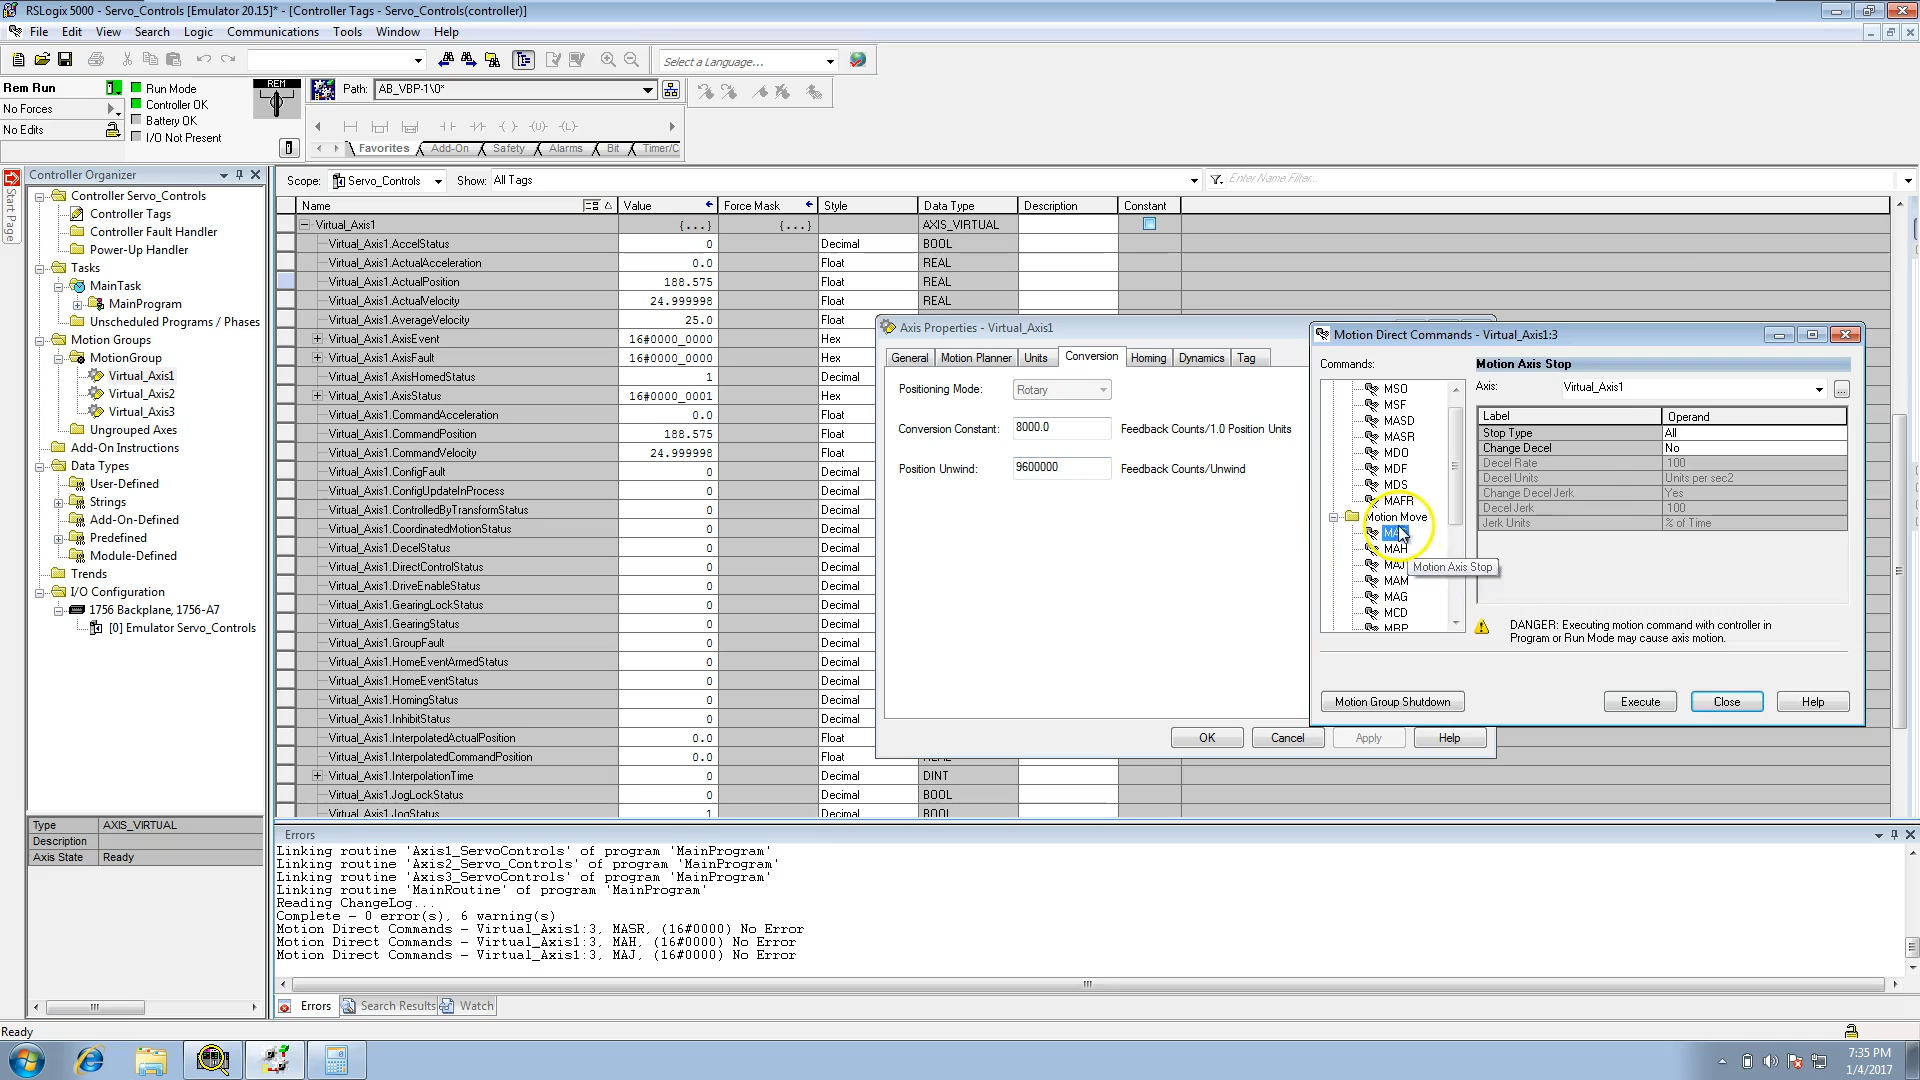 RSLogix 5000 - Servo_Controls [Emulator 20.15]* - [Controller Tags - Servo_Controls(controller)]
File Edit View Search Logic Communications Tools Window Help
Select a Language...
Rem Run
Run Mode
No Forces
Controller OK
No Edits
Battery OK
I/O Not Present
REM
Path: AB_VBP-1\0*
Favorites Add-On Safety Alarms Bit Timer/C
Start Page
Controller Organizer
Controller Servo_Controls
Controller Tags
Controller Fault Handler
Power-Up Handler
Tasks
MainTask
MainProgram
Unscheduled Programs / Phases
Motion Groups
MotionGroup
Virtual_Axis1
Virtual_Axis2
Virtual_Axis3
Ungrouped Axes
Add-On Instructions
Data Types
User-Defined
Strings
Add-On-Defined
Predefined
Module-Defined
Trends
I/O Configuration
1756 Backplane, 1756-A7
[0] Emulator Servo_Controls
Type AXIS_VIRTUAL
Description
Axis State Ready
Scope: Servo_Controls Show: All Tags Enter Name Filter...
Name Value Force Mask Style Data Type Description Constant
Virtual_Axis1 {...} {...} AXIS_VIRTUAL
Virtual_Axis1.AccelStatus 0 Decimal BOOL
Virtual_Axis1.ActualAcceleration 0.0 Float REAL
Virtual_Axis1.ActualPosition 188.575 Float REAL
Virtual_Axis1.ActualVelocity 24.999998 Float REAL
Virtual_Axis1.AverageVelocity 25.0 Float
Virtual_Axis1.AxisEvent 16#0000_0000 Hex
Virtual_Axis1.AxisFault 16#0000_0000 Hex
Virtual_Axis1.AxisHomedStatus 1 Decimal
Virtual_Axis1.AxisStatus 16#0000_0001 Hex
Virtual_Axis1.CommandAcceleration 0.0 Float
Virtual_Axis1.CommandPosition 188.575 Float
Virtual_Axis1.CommandVelocity 24.999998 Float
Virtual_Axis1.ConfigFault 0 Decimal
Virtual_Axis1.ConfigUpdateInProcess 0 Decimal
Virtual_Axis1.ControlledByTransformStatus 0 Decimal
Virtual_Axis1.CoordinatedMotionStatus 0 Decimal
Virtual_Axis1.DecelStatus 0 Decimal
Virtual_Axis1.DirectControlStatus 0 Decimal
Virtual_Axis1.DriveEnableStatus 0 Decimal
Virtual_Axis1.GearingLockStatus 0 Decimal
Virtual_Axis1.GearingStatus 0 Decimal
Virtual_Axis1.GroupFault 0 Decimal
Virtual_Axis1.HomeEventArmedStatus 0 Decimal
Virtual_Axis1.HomeEventStatus 0 Decimal
Virtual_Axis1.HomingStatus 0 Decimal
Virtual_Axis1.InhibitStatus 0 Decimal
Virtual_Axis1.InterpolatedActualPosition 0.0 Float
Virtual_Axis1.InterpolatedCommandPosition 0.0 Float REAL
Virtual_Axis1.InterpolationTime 0 Decimal DINT
Virtual_Axis1.JogLockStatus 0 Decimal BOOL
Virtual_Axis1.JogStatus 1 Decimal BOOL
Axis Properties - Virtual_Axis1
General Motion Planner Units Conversion Homing Dynamics Tag
Positioning Mode: Rotary
Conversion Constant: 8000.0 Feedback Counts/1.0 Position Units
Position Unwind: 9600000 Feedback Counts/Unwind
OK Cancel Apply Help
Motion Direct Commands - Virtual_Axis1:3
Commands:
MSO
MSF
MASD
MASR
MDO
MDF
MDS
MAFR
Motion Move
MAH
MAJ
MAM
MAG
MCD
MRP
Motion Axis Stop
Motion Axis Stop
Axis: Virtual_Axis1 ...
Label Operand
Stop Type All
Change Decel No
Decel Rate 100
Decel Units Units per sec2
Change Decel Jerk Yes
Decel Jerk 100
Jerk Units % of Time
DANGER: Executing motion command with controller in
Program or Run Mode may cause axis motion.
Motion Group Shutdown Execute Close Help
Errors
Linking routine 'Axis1_ServoControls' of program 'MainProgram'
Linking routine 'Axis2_Servo_Controls' of program 'MainProgram'
Linking routine 'Axis3_ServoControls' of program 'MainProgram'
Linking routine 'MainRoutine' of program 'MainProgram'
Reading ChangeLog...
Complete - 0 error(s), 6 warning(s)
Motion Direct Commands - Virtual_Axis1:3, MASR, (16#0000) No Error
Motion Direct Commands - Virtual_Axis1:3, MAH, (16#0000) No Error
Motion Direct Commands - Virtual_Axis1:3, MAJ, (16#0000) No Error
Errors Search Results Watch
Ready
7:35 PM
1/4/2017